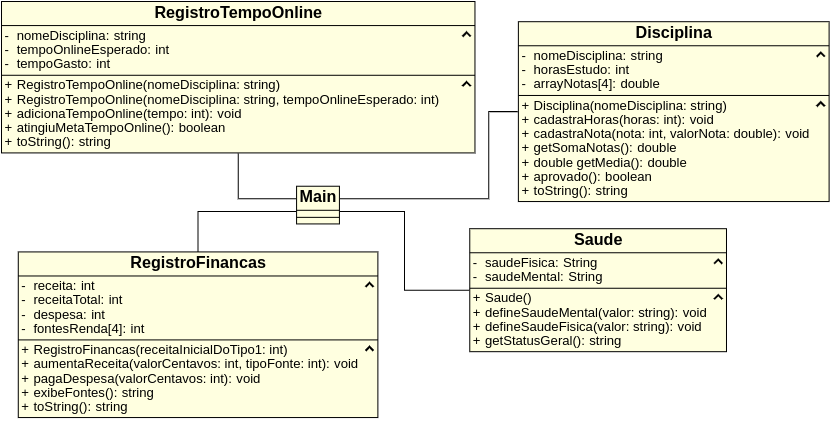 RegistroTempoOnline
- nomeDisciplina: string
- tempoOnlineEsperado: int
- tempoGasto: int
+ RegistroTempoOnline(nomeDisciplina: string)
+ RegistroTempoOnline(nomeDisciplina: string, tempoOnlineEsperado: int)
+ adicionaTempoOnline(tempo: int): void
+ atingiuMetaTempoOnline(): boolean
+ toString(): string
Disciplina
- nomeDisciplina: string
- horasEstudo: int
- arrayNotas[4]: double
+ Disciplina(nomeDisciplina: string)
+ cadastraHoras(horas: int): void
+ cadastraNota(nota: int, valorNota: double): void
+ getSomaNotas(): double
+ double getMedia(): double
+ aprovado(): boolean
+ toString(): string
Main
RegistroFinancas
- receita: int
- receitaTotal: int
- despesa: int
- fontesRenda[4]: int
+ RegistroFinancas(receitaInicialDoTipo1: int)
+ aumentaReceita(valorCentavos: int, tipoFonte: int): void
+ pagaDespesa(valorCentavos: int): void
+ exibeFontes(): string
+ toString(): string
Saude
- saudeFisica: String
- saudeMental: String
+ Saude()
+ defineSaudeMental(valor: string): void
+ defineSaudeFisica(valor: string): void
+ getStatusGeral(): string